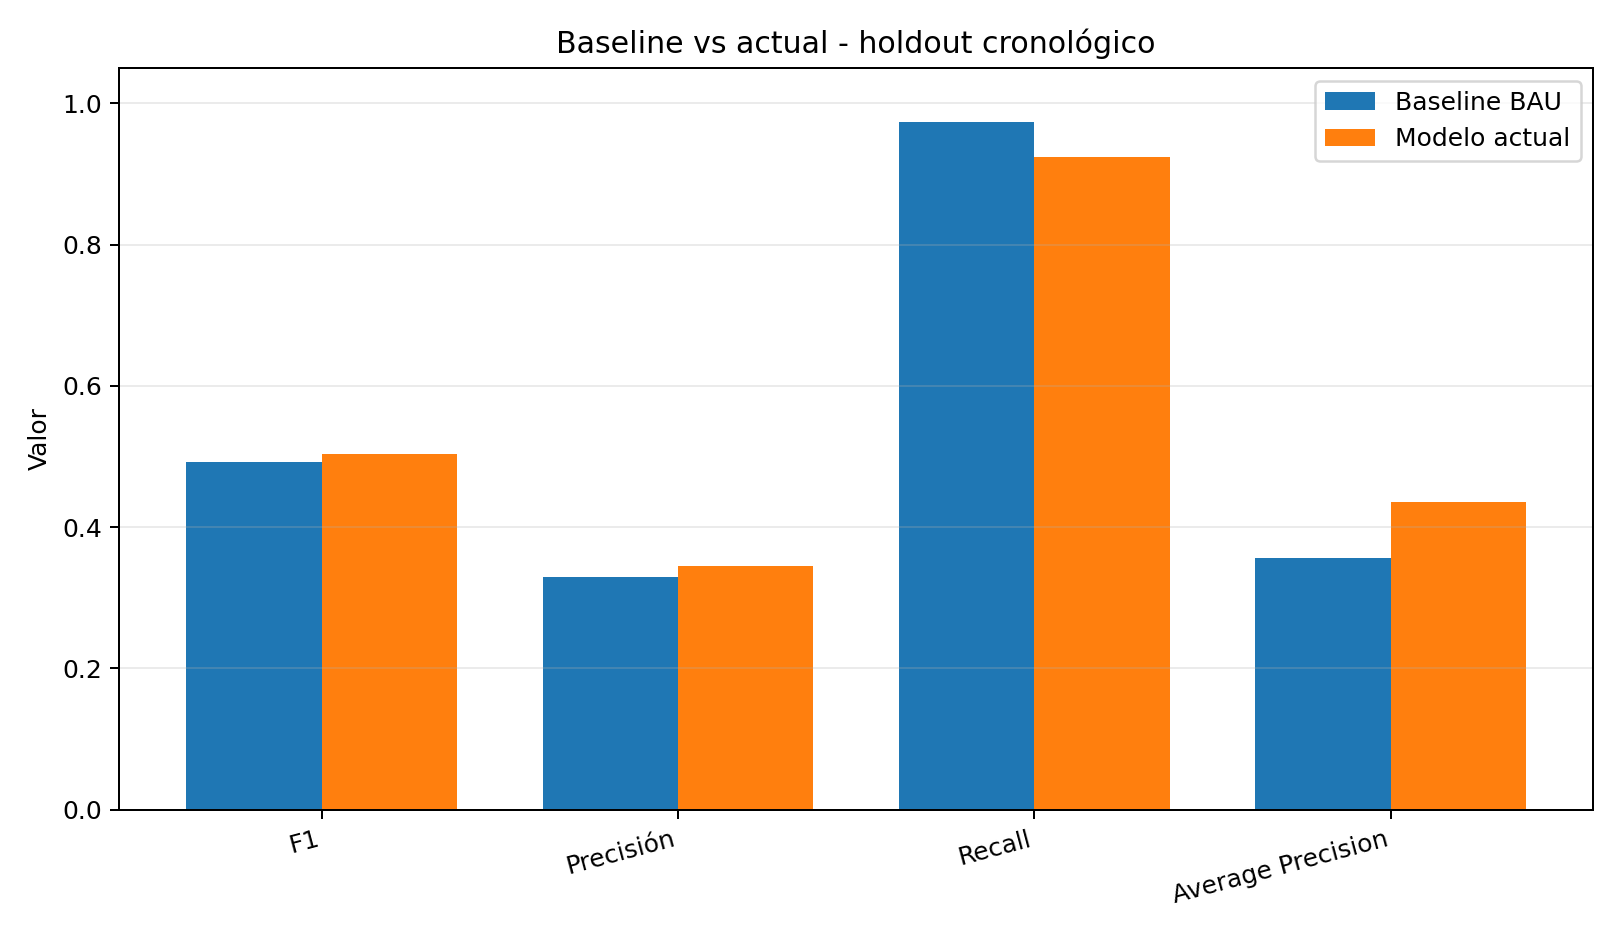 Baseline vs actual - holdout cronológico
Baseline BAU
Modelo actual
1.0
0.8
0.6
0.4
0.2
0.0
Valor
F1
Precisión
Recall
Average Precision